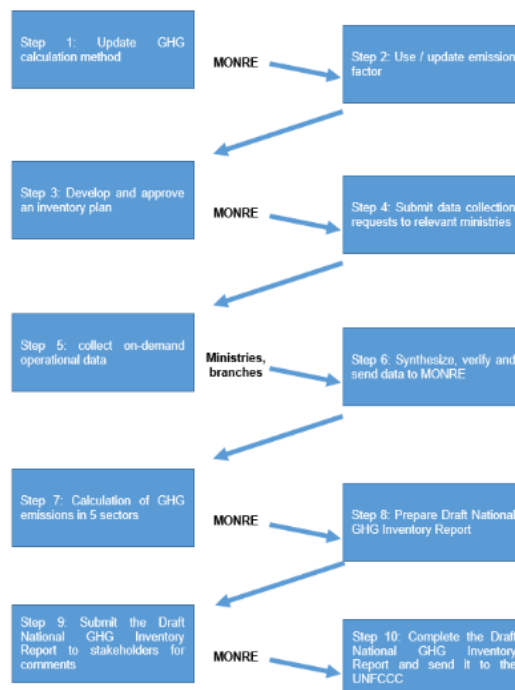 Step 1: Update GHG
calculation method
MONRE
Step 2: Use / update emission
factor
Step 3: Develop and approve
an inventory plan
MONRE
Step 4: Submit data collection
requests to relevant ministries
Step 5: collect on-demand
operational data
Ministries,
branches
Step 6: Synthesize, verify and
send data to MONRE
Step 7: Calculation of GHG
emissions in 5 sectors
MONRE
Step 8: Prepare Draft National
GHG Inventory Report
Step 9: Submit the Draft
National GHG Inventory
Report to stakeholders for
comments
MONRE
Step 10: Complete the Draft
National GHG Inventory
Report and send it to the
UNFCCC